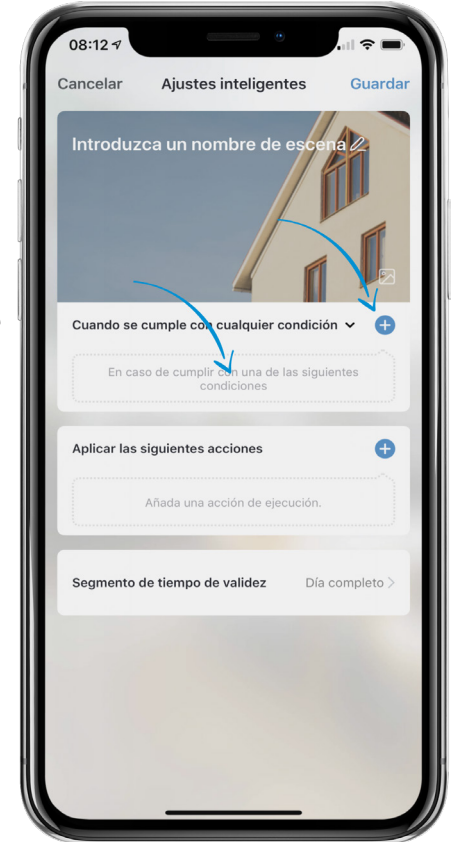 08:12
Cancelar Ajustes inteligentes Guardar
Introduzca un nombre de escena
Cuando se cumple con cualquier condición
En caso de cumplir con una de las siguientes
condiciones
Aplicar las siguientes acciones
Añada una acción de ejecución.
Segmento de tiempo de validez Día completo